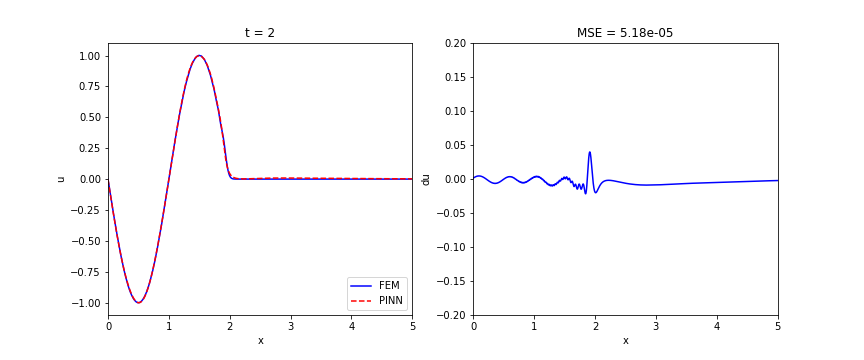 t = 2
1.00
0.75
0.50
0.25
0.00
−0.25
−0.50
−0.75
−1.00
u
0 1 2 3 4 5
x
FEM
PINN
MSE = 5.18e-05
0.20
0.15
0.10
0.05
0.00
−0.05
−0.10
−0.15
−0.20
du
0 1 2 3 4 5
x